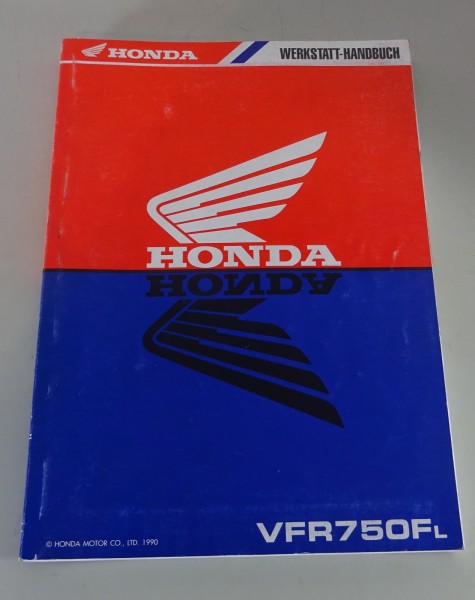 HONDA WERKSTATT-HANDBUCH
HONDA
HONDA
© HONDA MOTOR CO., LTD. 1990
VFR750FL